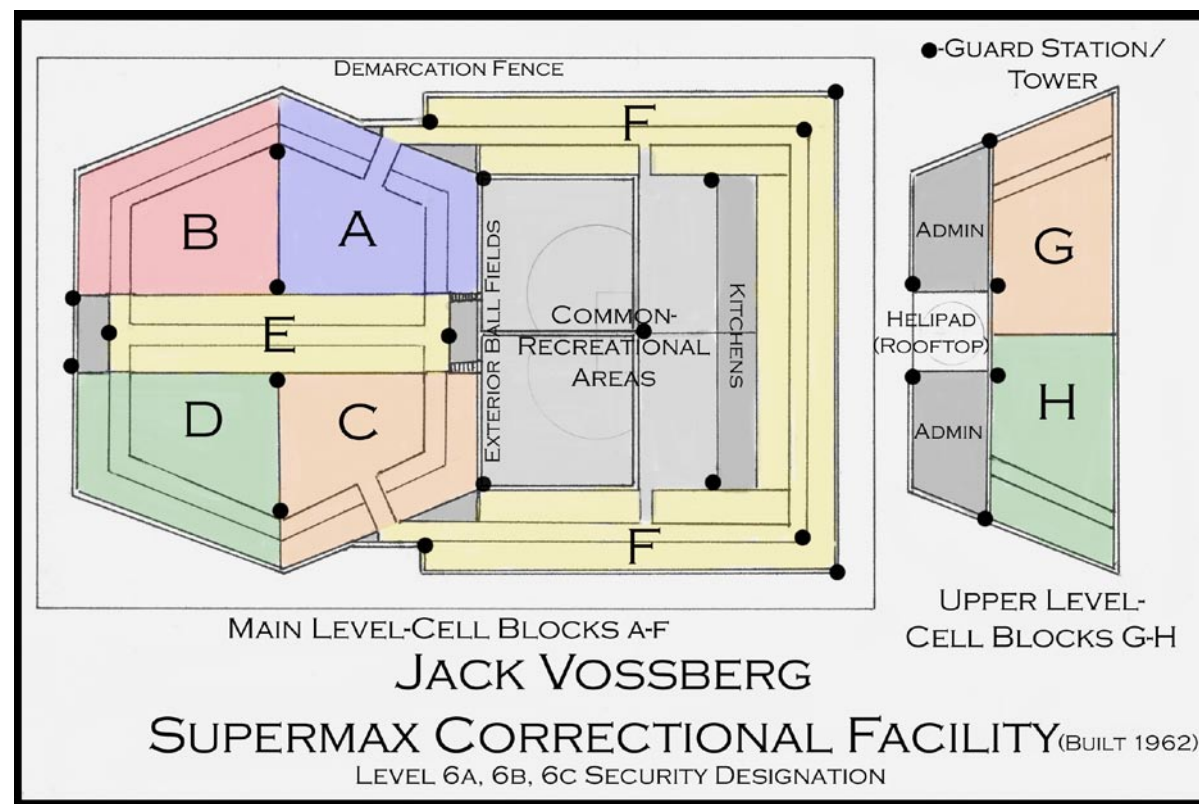 -Guard Station/
Tower
Demarcation Fence
F
B
A
Admin
G
Exterior Ball Fields
Common-
Recreational
Areas
Kitchens
E
Helipad
(Rooftop)
D
C
H
Admin
F
Main Level-Cell Blocks A-F
Upper Level-
Cell Blocks G-H
Jack Vossberg
Supermax Correctional Facility(Built 1962)
Level 6A, 6B, 6C Security Designation